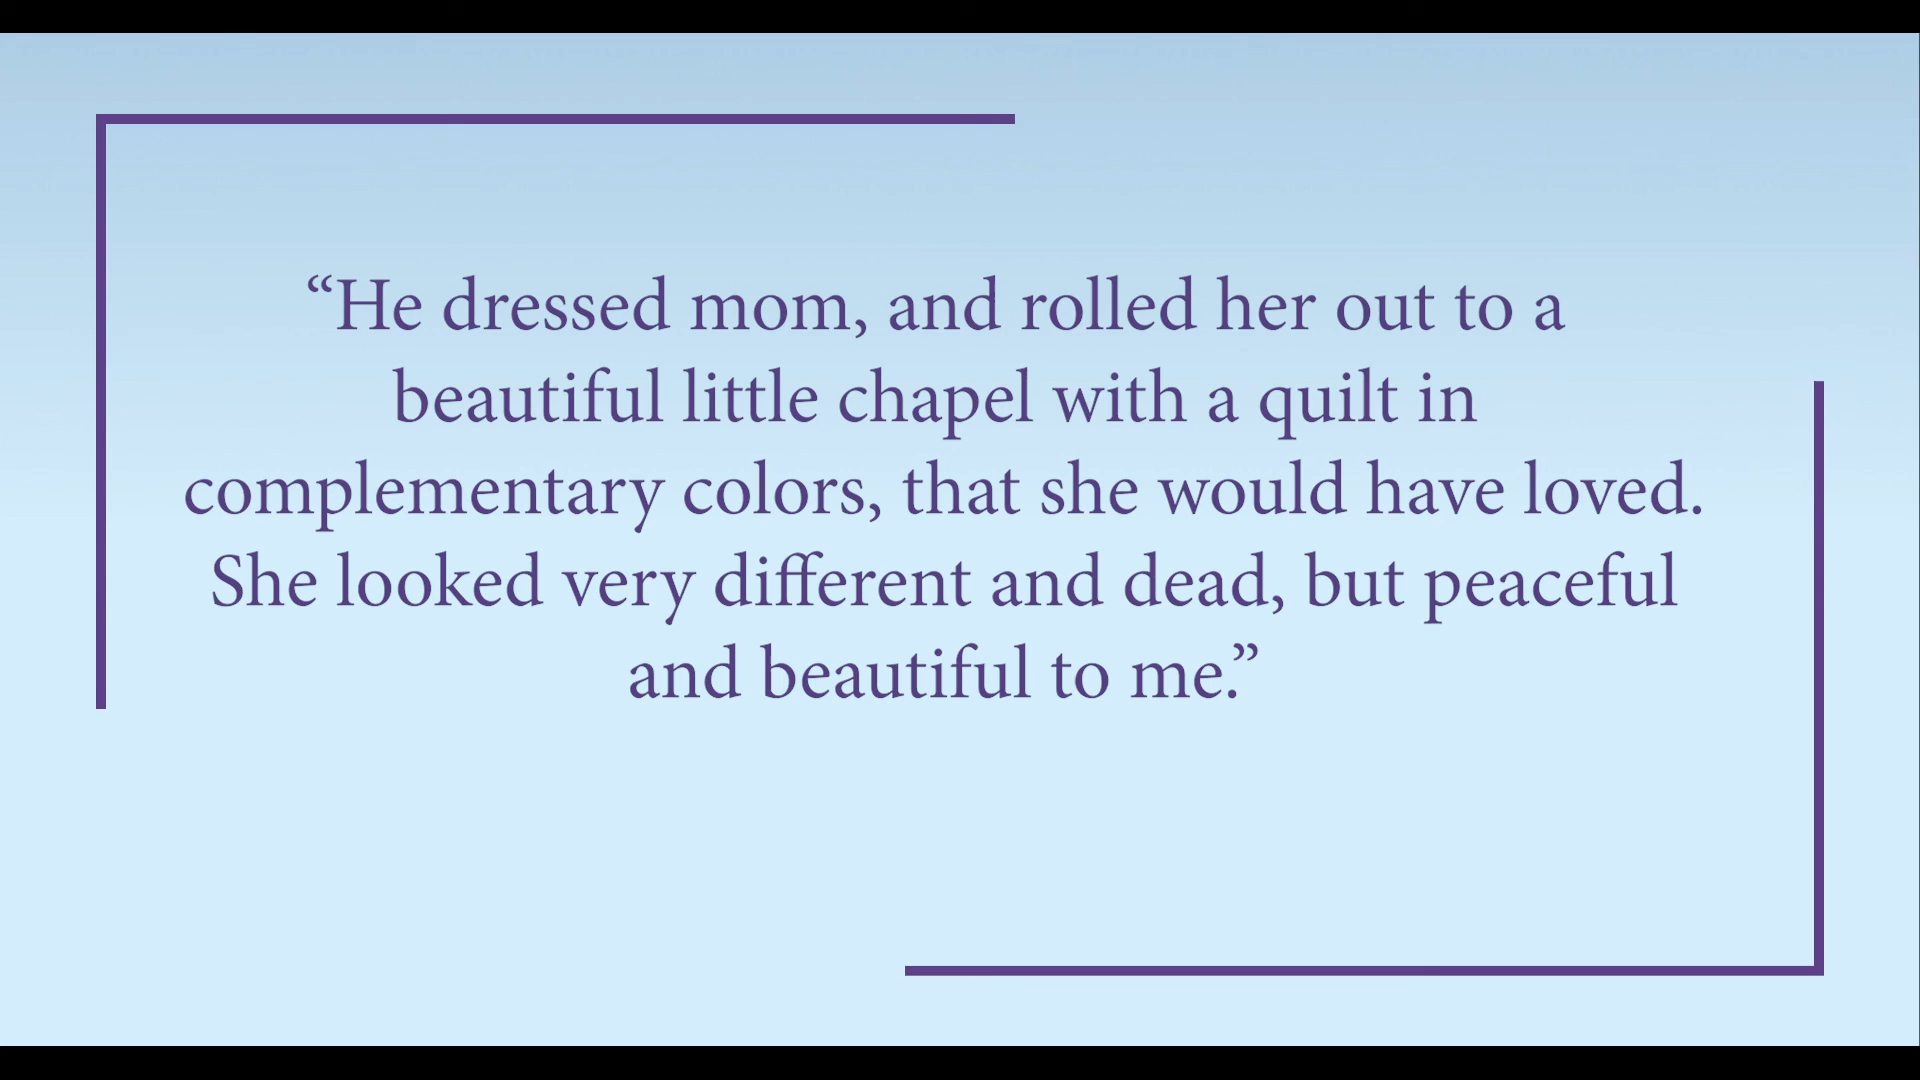 “He dressed mom, and rolled her out to a
beautiful little chapel with a quilt in
complementary colors, that she would have loved.
She looked very different and dead, but peaceful
and beautiful to me.”